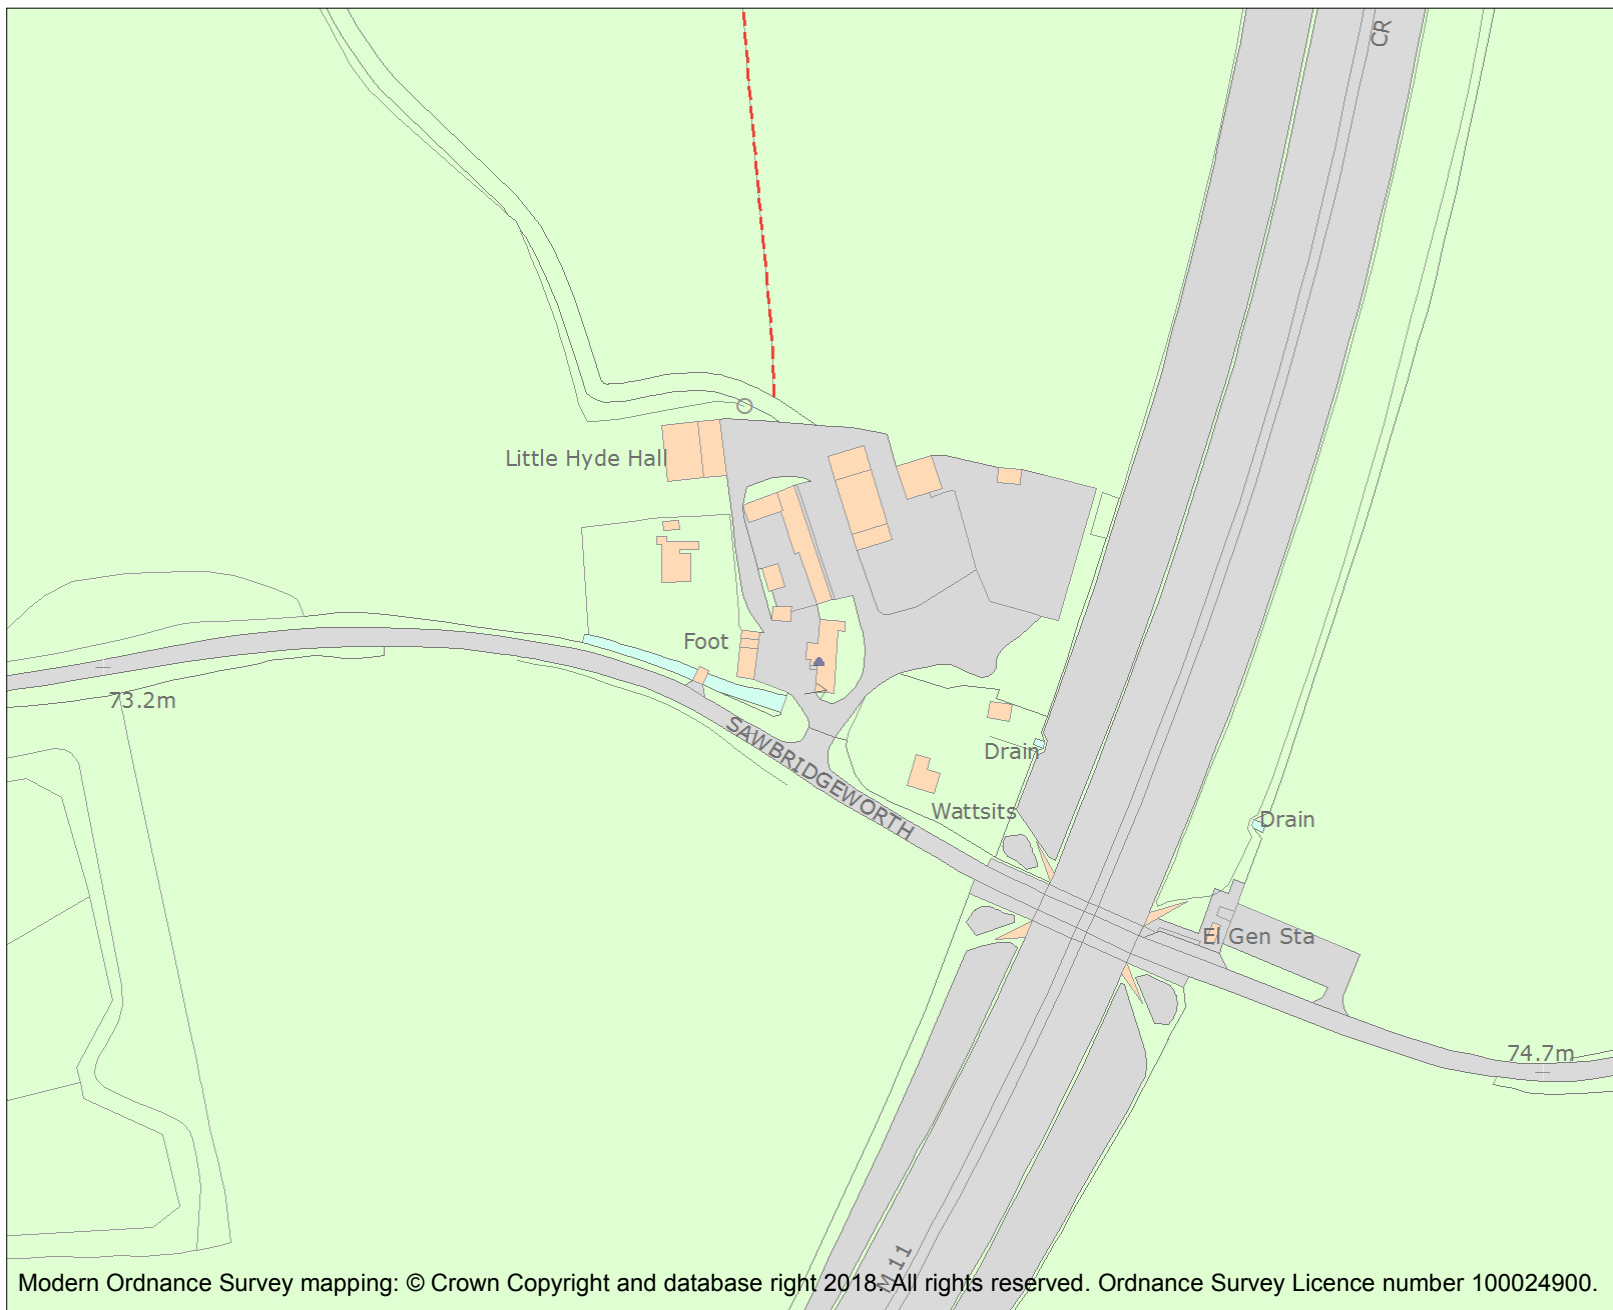 CR
Little Hyde Hall
Foot
73.2m
SAWBRIDGEWORTH
Drain
Wattsits
Drain
El Gen Sta
74.7m
M 11
Modern Ordnance Survey mapping: © Crown Copyright and database right 2018. All rights reserved. Ordnance Survey Licence number 100024900.